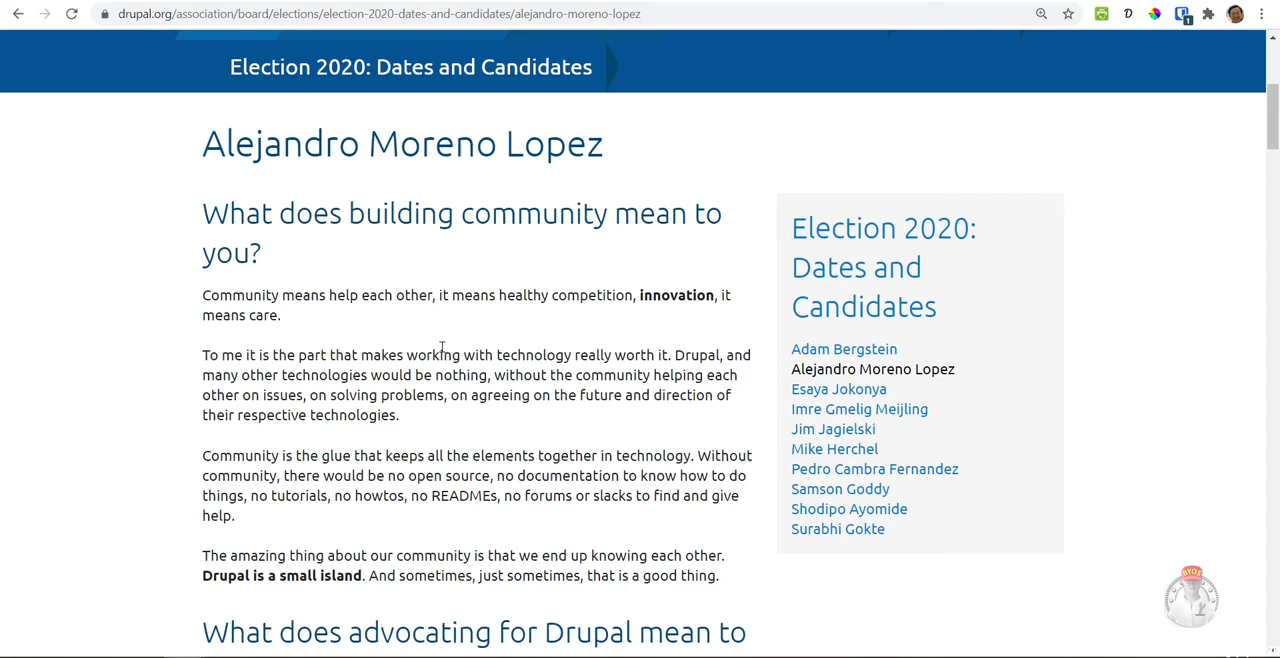 drupal.org/association/board/elections/election-2020-dates-and-candidates/alejandro-moreno-lopez
Election 2020: Dates and Candidates
Alejandro Moreno Lopez
What does building community mean to
you?
Community means help each other, it means healthy competition, innovation, it
means care.
To me it is the part that makes working with technology really worth it. Drupal, and
many other technologies would be nothing, without the community helping each
other on issues, on solving problems, on agreeing on the future and direction of
their respective technologies.
Community is the glue that keeps all the elements together in technology. Without
community, there would be no open source, no documentation to know how to do
things, no tutorials, no howtos, no READMEs, no forums or slacks to find and give
help.
The amazing thing about our community is that we end up knowing each other.
Drupal is a small island. And sometimes, just sometimes, that is a good thing.
What does advocating for Drupal mean to
Election 2020:
Dates and
Candidates
Adam Bergstein
Alejandro Moreno Lopez
Esaya Jokonya
Imre Gmelig Meijling
Jim Jagielski
Mike Herchel
Pedro Cambra Fernandez
Samson Goddy
Shodipo Ayomide
Surabhi Gokte
BYOS